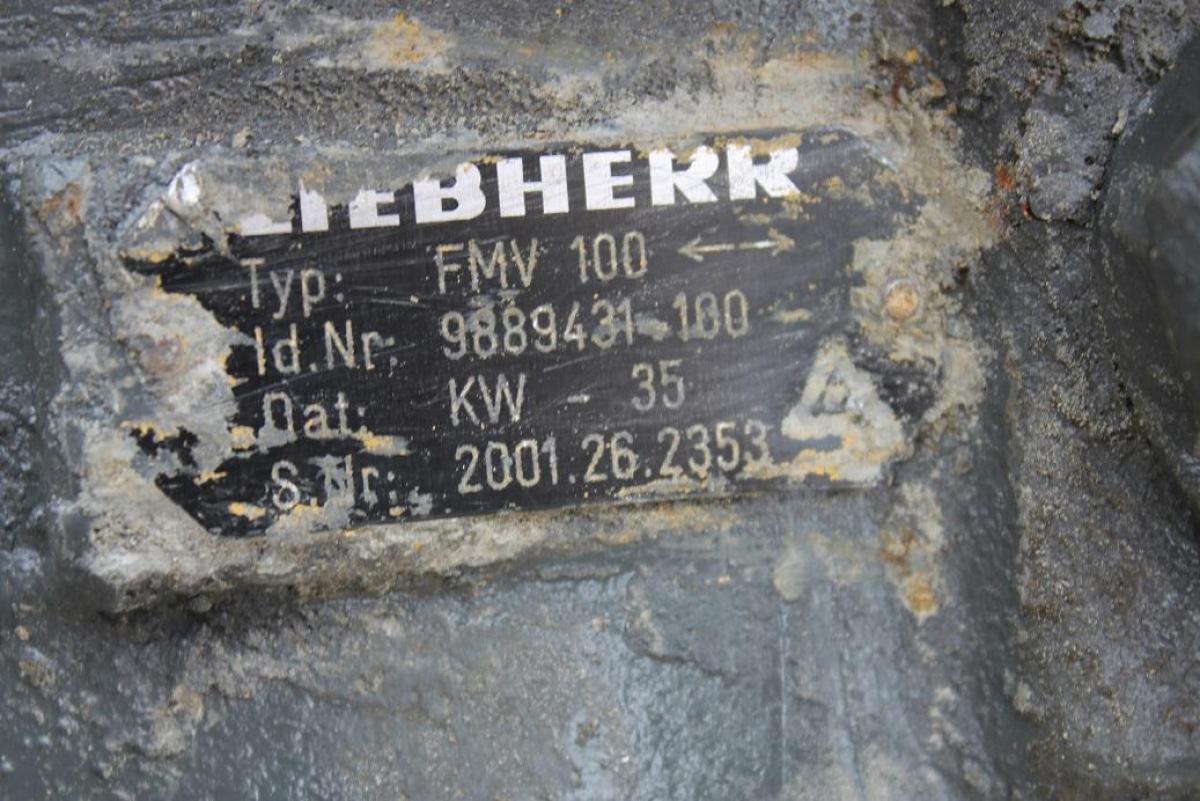 LIEBHERR
Typ: FMV 100 ←→
Id.Nr: 9889431-100
Dat: KW - 35
S.Nr: 2001.26.2353